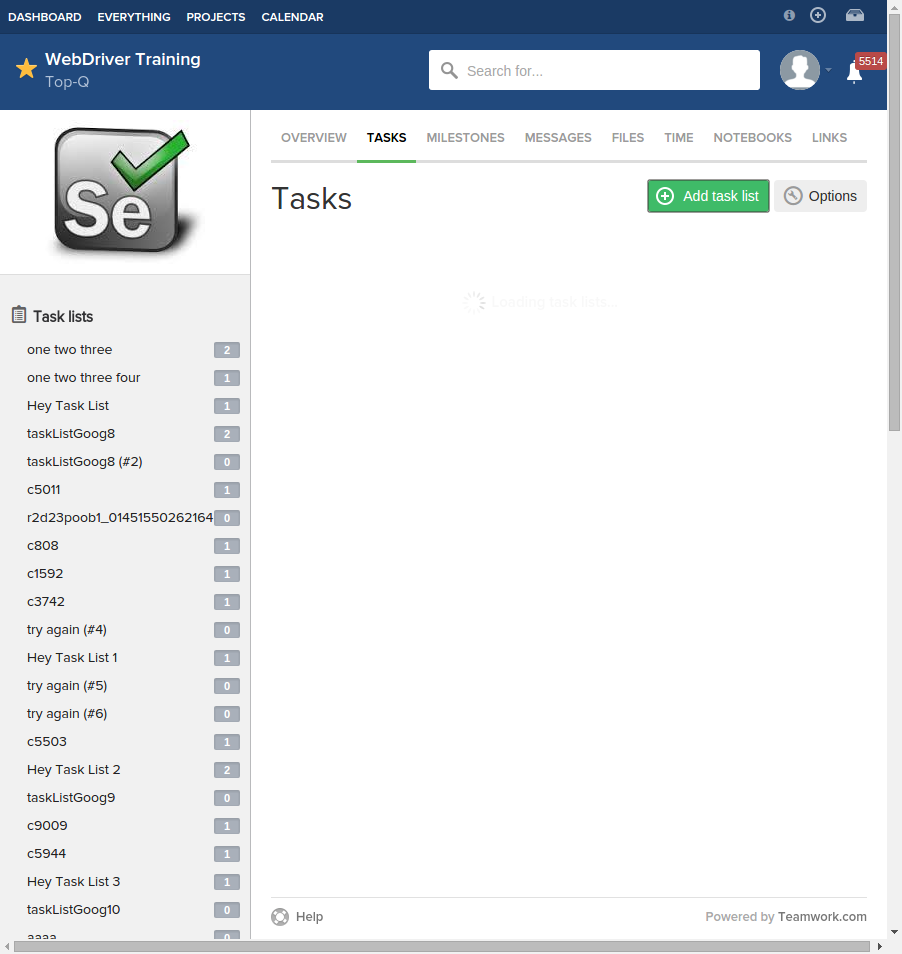 DASHBOARD EVERYTHING PROJECTS CALENDAR
WebDriver Training
Top-Q
Search for...
5514
Se
OVERVIEW TASKS MILESTONES MESSAGES FILES TIME NOTEBOOKS LINKS
Tasks
Add task list
Options
Loading task lists...
Task lists
one two three 2
one two three four 1
Hey Task List 1
taskListGoog8 2
taskListGoog8 (#2) 0
c5011 1
r2d23poob1_01451550262164 0
c808 1
c1592 1
c3742 1
try again (#4) 0
Hey Task List 1 1
try again (#5) 0
try again (#6) 0
c5503 1
Hey Task List 2 2
taskListGoog9 0
c9009 1
c5944 1
Hey Task List 3 1
taskListGoog10 0
aaaa 0
Help
Powered by Teamwork.com